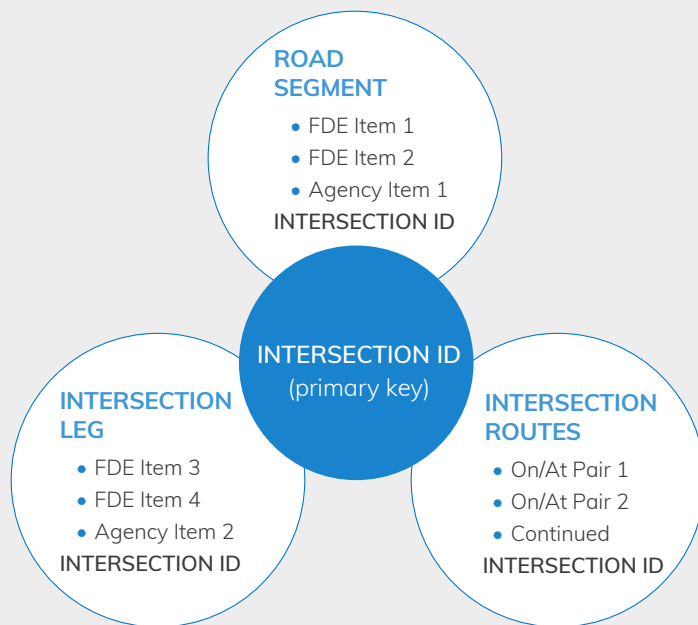 ROAD
SEGMENT
• FDE Item 1
• FDE Item 2
• Agency Item 1
INTERSECTION ID
INTERSECTION ID
(primary key)
INTERSECTION
LEG
• FDE Item 3
• FDE Item 4
• Agency Item 2
INTERSECTION ID
INTERSECTION
ROUTES
• On/At Pair 1
• On/At Pair 2
• Continued
INTERSECTION ID